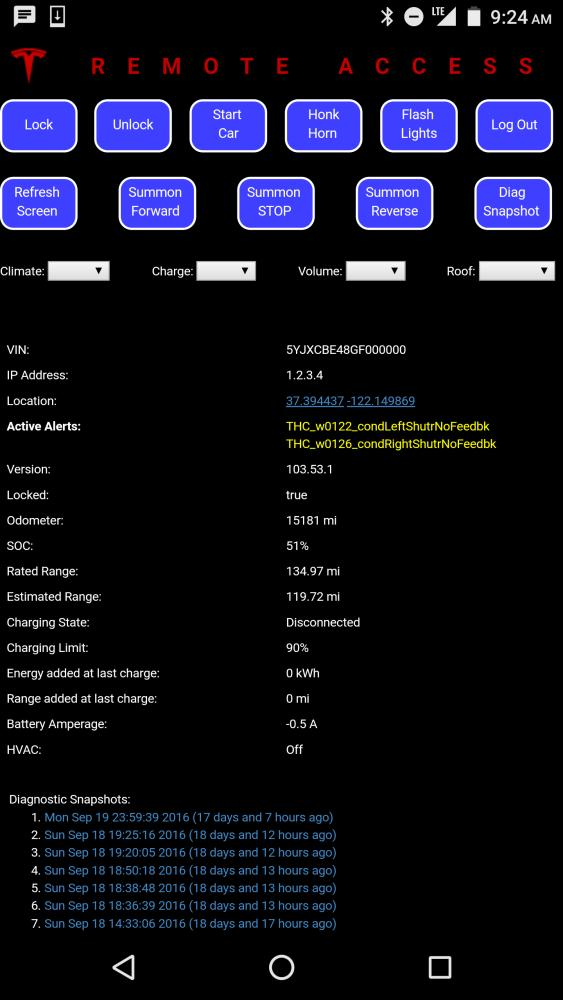 LTE 9:24 AM
REMOTE ACCESS
Lock
Unlock
Start
Car
Honk
Horn
Flash
Lights
Log Out
Refresh
Screen
Summon
Forward
Summon
STOP
Summon
Reverse
Diag
Snapshot
Climate: Charge: Volume: Roof:
VIN: 5YJXCBE48GF000000
IP Address: 1.2.3.4
Location: 37.394437 -122.149869
Active Alerts: THC_w0122_condLeftShutrNoFeedbk
THC_w0126_condRightShutrNoFeedbk
Version: 103.53.1
Locked: true
Odometer: 15181 mi
SOC: 51%
Rated Range: 134.97 mi
Estimated Range: 119.72 mi
Charging State: Disconnected
Charging Limit: 90%
Energy added at last charge: 0 kWh
Range added at last charge: 0 mi
Battery Amperage: -0.5 A
HVAC: Off
Diagnostic Snapshots:
1. Mon Sep 19 23:59:39 2016 (17 days and 7 hours ago)
2. Sun Sep 18 19:25:16 2016 (18 days and 12 hours ago)
3. Sun Sep 18 19:20:05 2016 (18 days and 12 hours ago)
4. Sun Sep 18 18:50:18 2016 (18 days and 13 hours ago)
5. Sun Sep 18 18:38:48 2016 (18 days and 13 hours ago)
6. Sun Sep 18 18:36:39 2016 (18 days and 13 hours ago)
7. Sun Sep 18 14:33:06 2016 (18 days and 17 hours ago)